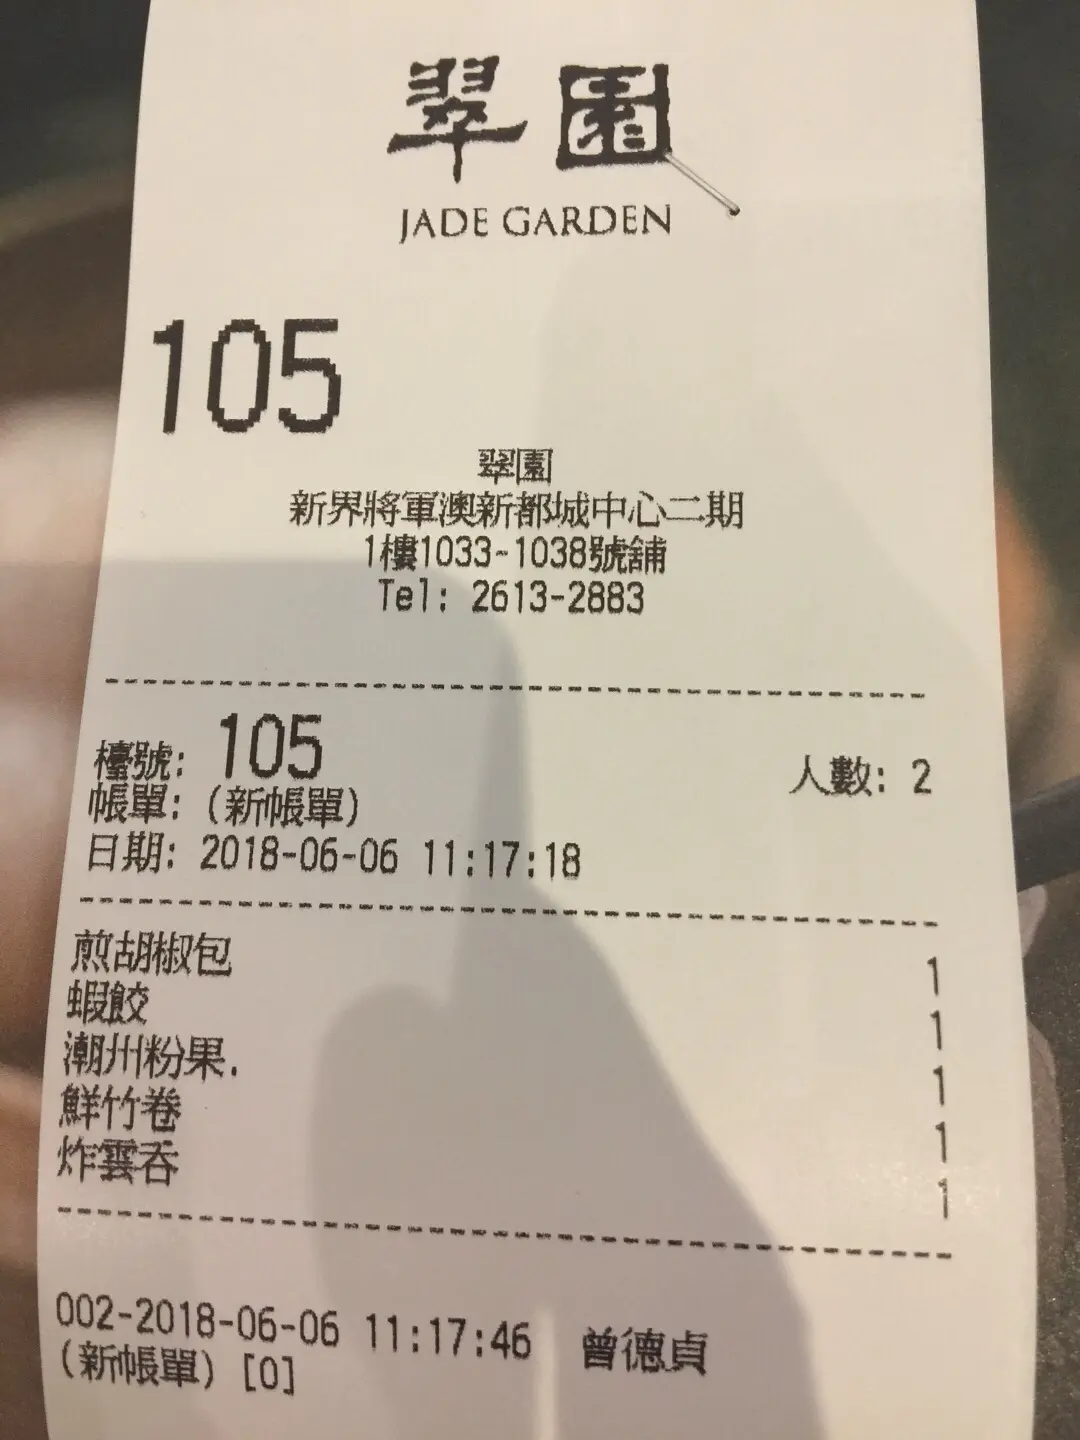 翠園
JADE GARDEN
105
翠園
新界將軍澳新都城中心二期
1樓1033-1038號舖
Tel: 2613-2883
檯號: 105 人數: 2
帳單: (新帳單)
日期: 2018-06-06 11:17:18
煎胡椒包 1
蝦餃 1
潮州粉果. 1
鮮竹卷 1
炸雲吞 1
002-2018-06-06 11:17:46 曾德貞
(新帳單) [0]